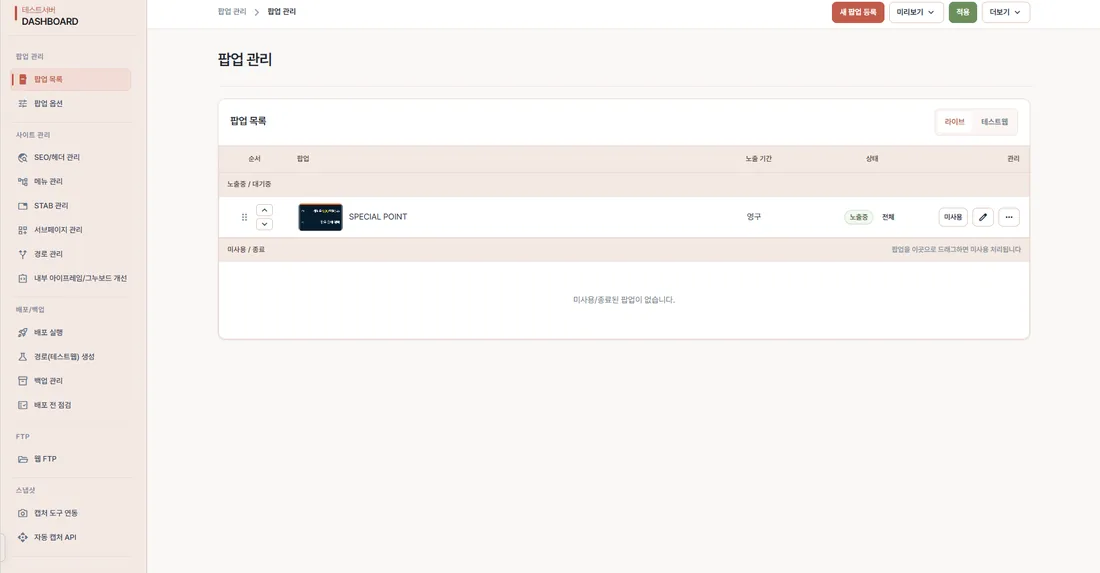 테스트서버
DASHBOARD
팝업 관리
팝업 목록
팝업 옵션
사이트 관리
SEO/헤더 관리
메뉴 관리
STAB 관리
서브페이지 관리
경로 관리
내부 아이프레임/그누보드 개선
배포/백업
배포 실행
경로(테스트웹) 생성
백업 관리
배포 전 점검
FTP
웹 FTP
스냅샷
캡처 도구 연동
자동 캡처 API
팝업 관리 팝업 관리
새 팝업 등록 미리보기 적용 더보기
팝업 관리
팝업 목록
라이브 테스트웹
순서 팝업 노출 기간 상태 관리
노출중 / 대기중
SPECIAL POINT 영구 노출중 전체 미사용
미사용 / 종료 팝업을 이곳으로 드래그하면 미사용 처리됩니다
미사용/종료된 팝업이 없습니다.